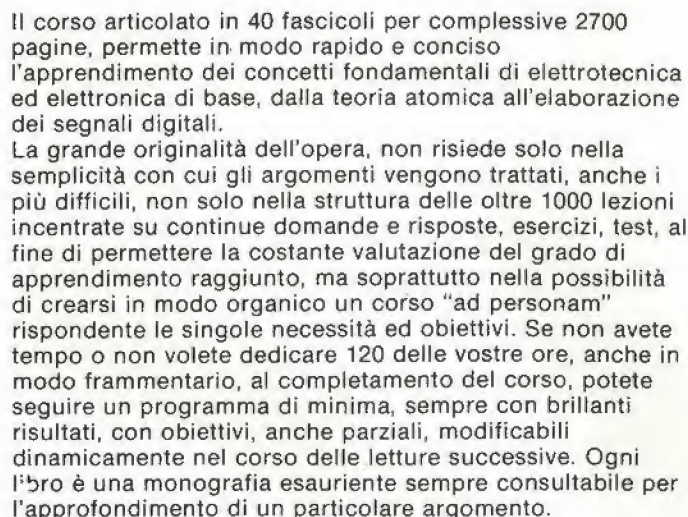 Il corso articolato in 40 fascicoli per complessive 2700
pagine, permette in modo rapido e conciso
l'apprendimento dei concetti fondamentali di elettrotecnica
ed elettronica di base, dalla teoria atomica all'elaborazione
dei segnali digitali.
La grande originalità dell'opera, non risiede solo nella
semplicità con cui gli argomenti vengono trattati, anche i
più difficili, non solo nella struttura delle oltre 1000 lezioni
incentrate su continue domande e risposte, esercizi, test, al
fine di permettere la costante valutazione del grado di
apprendimento raggiunto, ma soprattutto nella possibilità
di crearsi in modo organico un corso "ad personam"
rispondente le singole necessità ed obiettivi. Se non avete
tempo o non volete dedicare 120 delle vostre ore, anche in
modo frammentario, al completamento del corso, potete
seguire un programma di minima, sempre con brillanti
risultati, con obiettivi, anche parziali, modificabili
dinamicamente nel corso delle letture successive. Ogni
libro è una monografia esauriente sempre consultabile per
l'approfondimento di un particolare argomento.